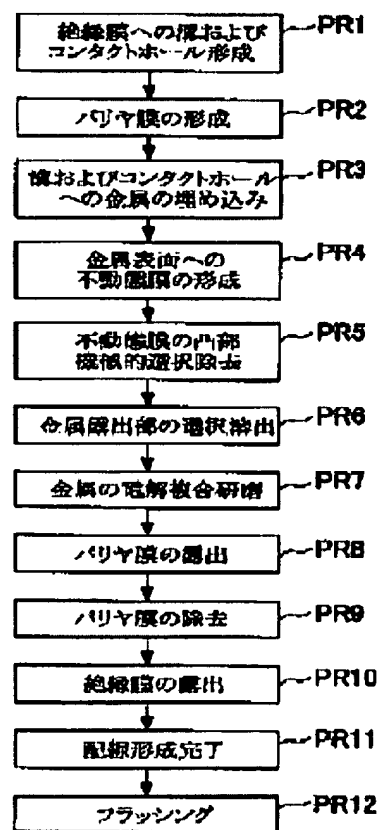 絶縁膜への溝および
コンタクトホール形成
PR1
バリヤ膜の形成
PR2
溝およびコンタクトホール
への金属の埋め込み
PR3
金属表面への
不動態膜の形成
PR4
不動態膜の凸部
機械的選択除去
PR5
金属露出部の選択溶出
PR6
金属の電解複合研磨
PR7
バリヤ膜の露出
PR8
バリヤ膜の除去
PR9
絶縁膜の露出
PR10
配線形成完了
PR11
フラッシング
PR12